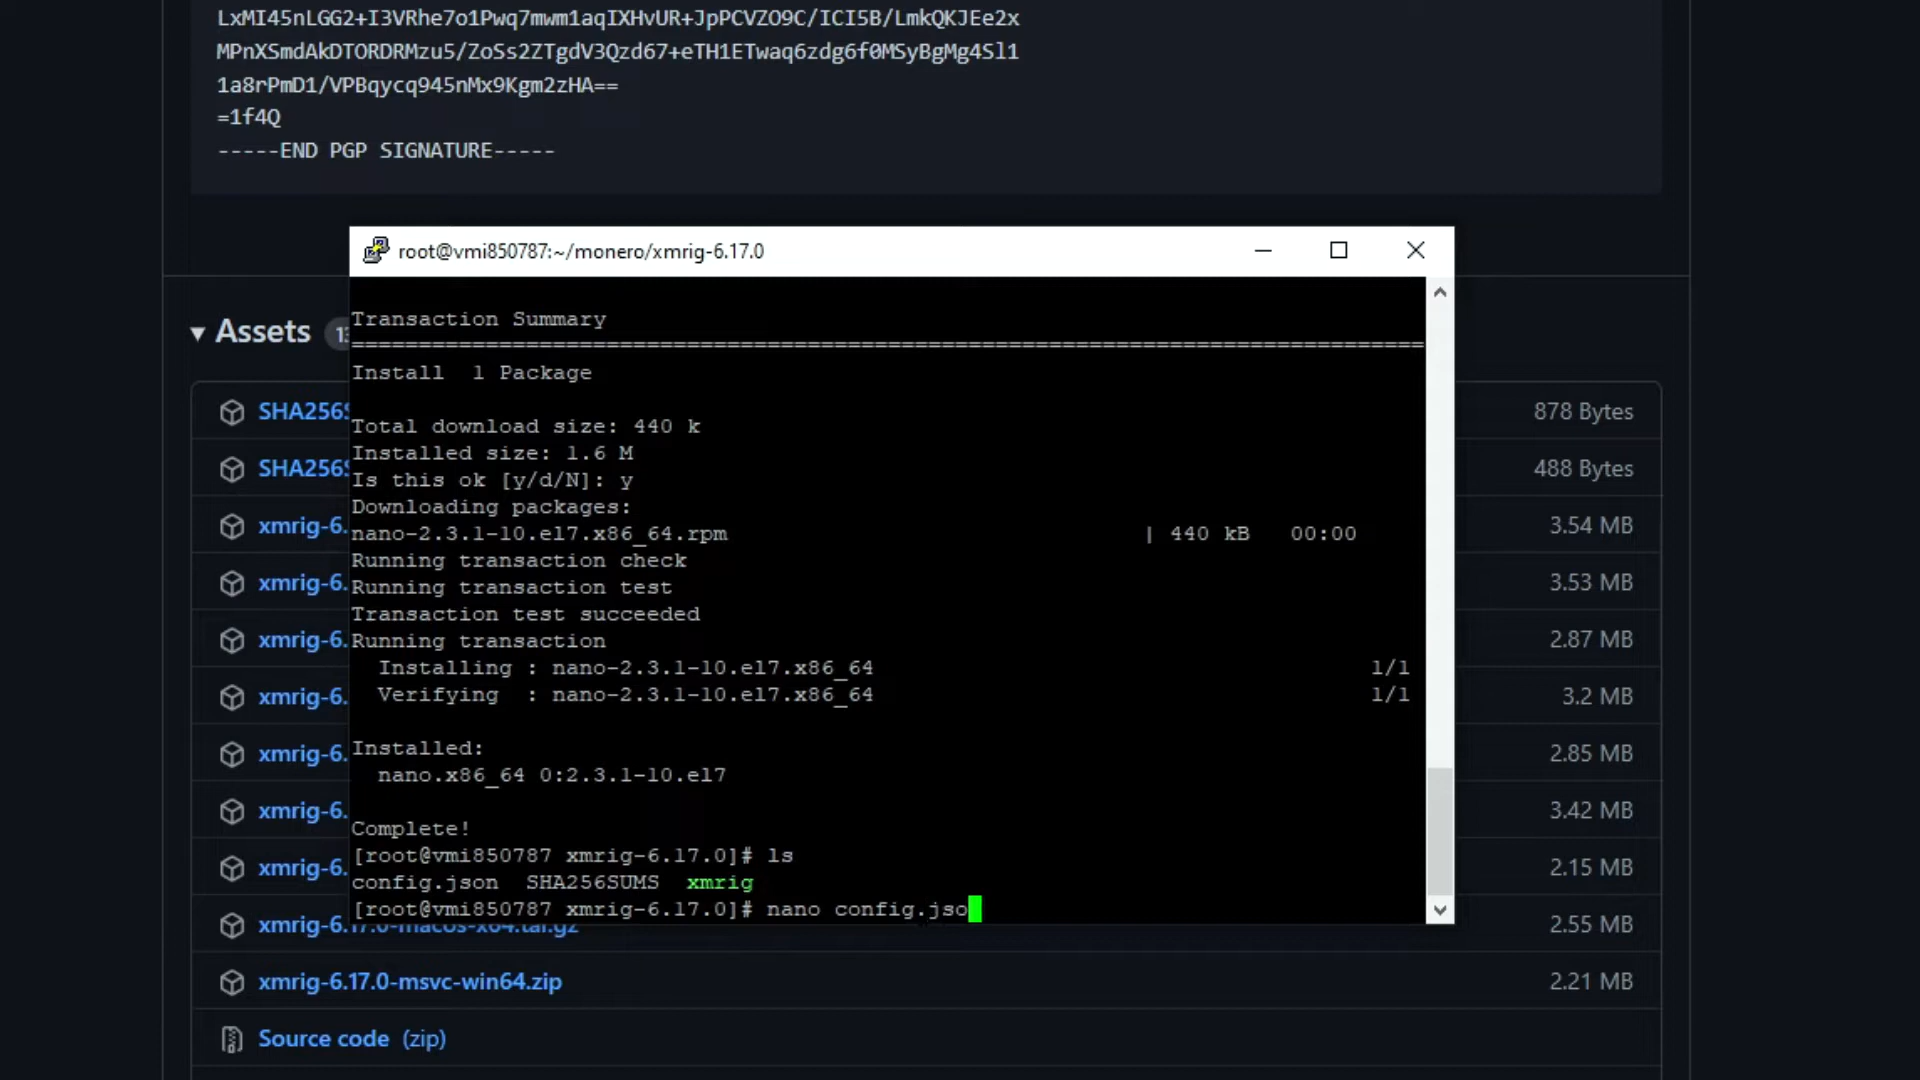 LxMI45nLGG2+I3VRhe7o1Pwq7mwm1aqIXHvUR+JpPCVZO9C/ICI5B/LmkQKJEe2x
MPnXSmdAkDTORDRMzu5/ZoSs2ZTgdV3Qzd67+eTH1ETwaq6zdg6f0MSyBgMg4Sl1
1a8rPmD1/VPBqycq945nMx9Kgm2zHA==
=1f4Q
-----END PGP SIGNATURE-----
root@vmi850787:~/monero/xmrig-6.17.0
Transaction Summary
================================================================================
Install  1 Package
Total download size: 440 k
Installed size: 1.6 M
Is this ok [y/d/N]: y
Downloading packages:
nano-2.3.1-10.el7.x86_64.rpm | 440 kB 00:00
Running transaction check
Running transaction test
Transaction test succeeded
Running transaction
Installing : nano-2.3.1-10.el7.x86_64 1/1
Verifying : nano-2.3.1-10.el7.x86_64 1/1
Installed:
nano.x86_64 0:2.3.1-10.el7
Complete!
[root@vmi850787 xmrig-6.17.0]# ls
config.json SHA256SUMS xmrig
[root@vmi850787 xmrig-6.17.0]# nano config.jso
Assets
SHA256S 878 Bytes
SHA256S 488 Bytes
xmrig-6. 3.54 MB
xmrig-6. 3.53 MB
xmrig-6. 2.87 MB
xmrig-6. 3.2 MB
xmrig-6. 2.85 MB
xmrig-6. 3.42 MB
xmrig-6. 2.15 MB
xmrig-6.17.0-macos-x64.tar.gz 2.55 MB
xmrig-6.17.0-msvc-win64.zip 2.21 MB
Source code (zip)